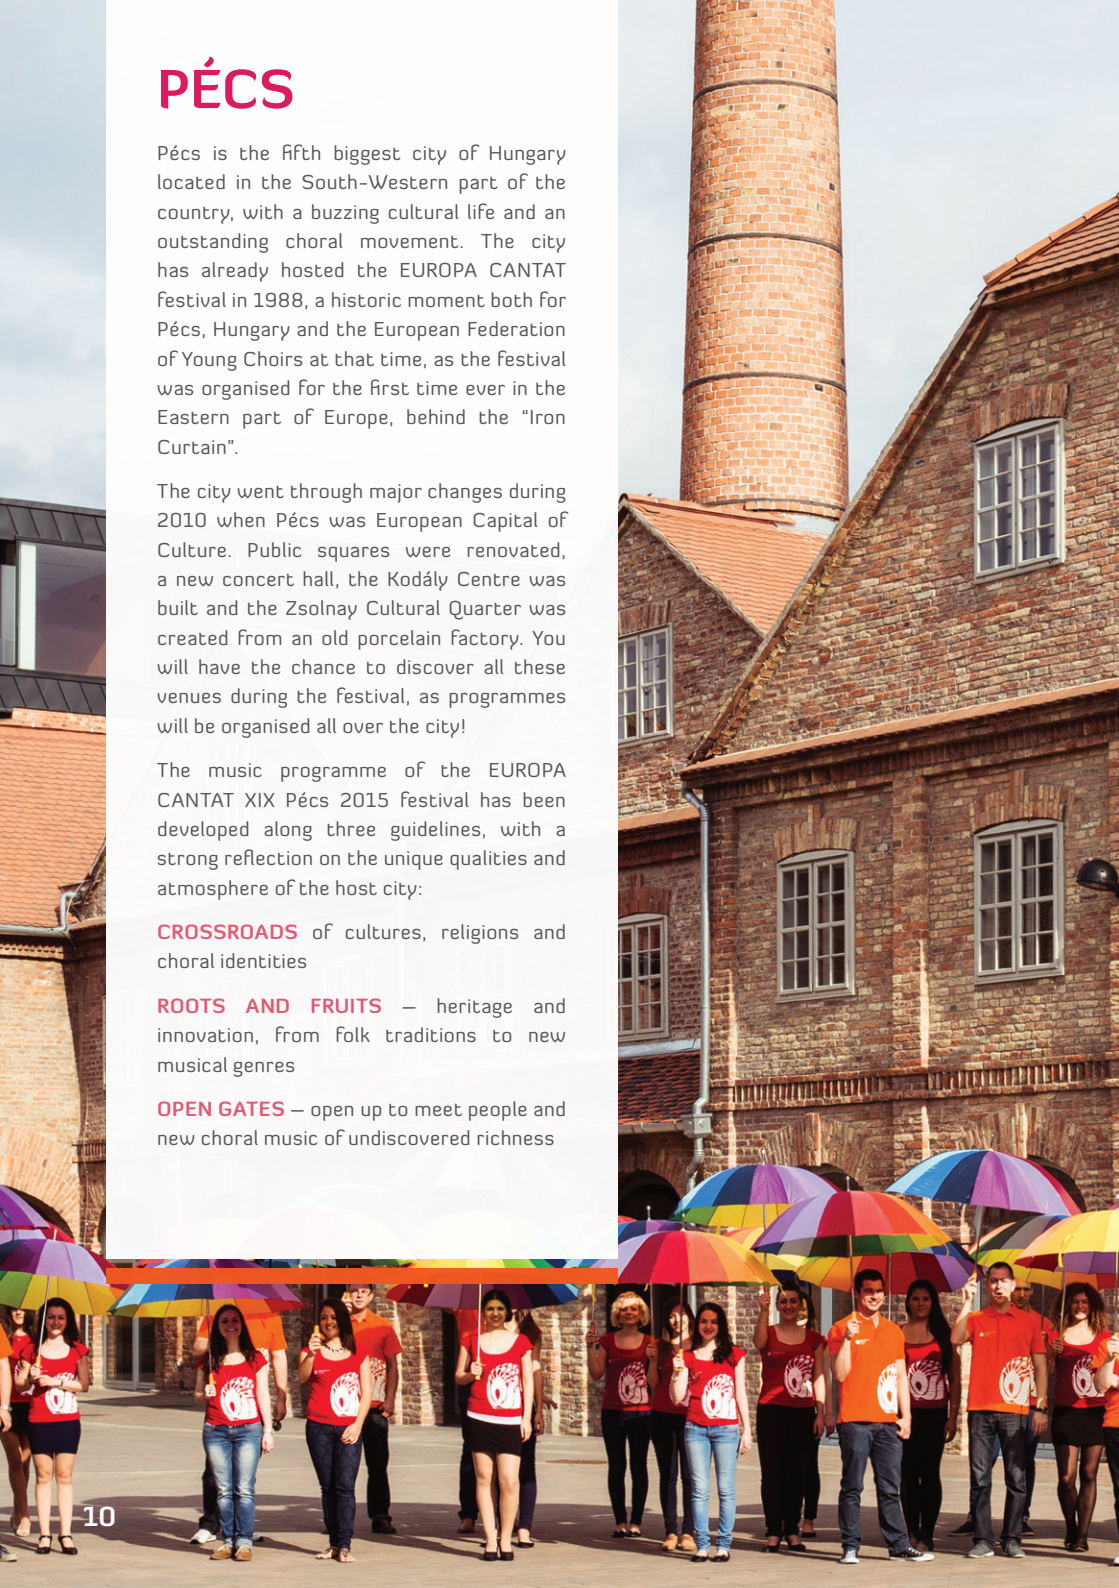 PÉCS
Pécs is the fifth biggest city of Hungary
located in the South-Western part of the
country, with a buzzing cultural life and an
outstanding choral movement. The city
has already hosted the EUROPA CANTAT
festival in 1988, a historic moment both for
Pécs, Hungary and the European Federation
of Young Choirs at that time, as the festival
was organised for the first time ever in the
Eastern part of Europe, behind the “Iron
Curtain”.
The city went through major changes during
2010 when Pécs was European Capital of
Culture. Public squares were renovated,
a new concert hall, the Kodály Centre was
built and the Zsolnay Cultural Quarter was
created from an old porcelain factory. You
will have the chance to discover all these
venues during the festival, as programmes
will be organised all over the city!
The music programme of the EUROPA
CANTAT XIX Pécs 2015 festival has been
developed along three guidelines, with a
strong reflection on the unique qualities and
atmosphere of the host city:
CROSSROADS of cultures, religions and
choral identities
ROOTS AND FRUITS – heritage and
innovation, from folk traditions to new
musical genres
OPEN GATES – open up to meet people and
new choral music of undiscovered richness
10